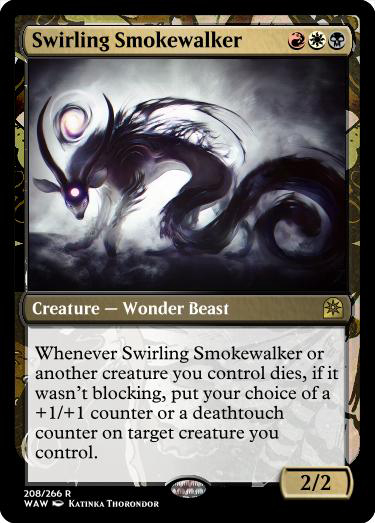 Swirling Smokewalker
Creature — Wonder Beast
Whenever Swirling Smokewalker or
another creature you control dies, if it
wasn't blocking, put your choice of a
+1/+1 counter or a deathtouch
counter on target creature you
control.
2/2
208/266 R
WAW Katinka Thorondor